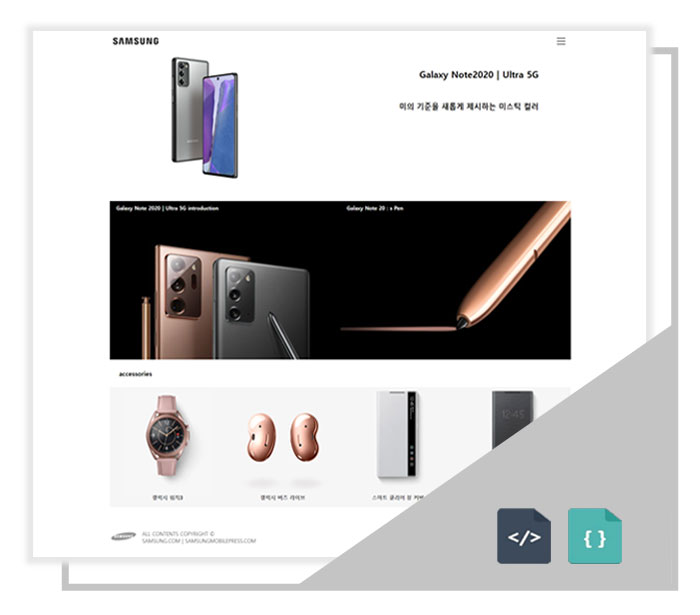 SAMSUNG
Galaxy Note2020 | Ultra 5G
미의 기준을 새롭게 제시하는 미스틱 컬러
Galaxy Note 2020 | Ultra 5G introduction
Galaxy Note 20 : s Pen
accessories
12:45
갤럭시 워치3
갤럭시 버즈 라이브
스마트 클리어 뷰 커버
SAMSUNG
ALL CONTENTS COPYRIGHT ©
SAMSUNG.COM | SAMSUNGMOBILEPRESS.COM
</>
{ }